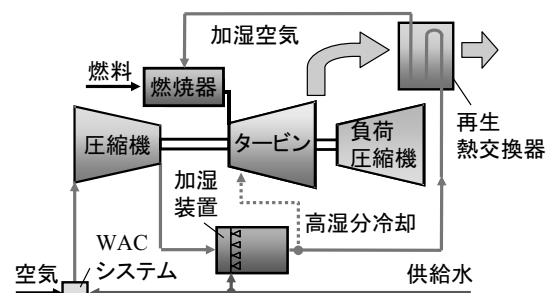 加湿空気
燃料
燃焼器
再生
熱交換器
圧縮機
タービン
負荷
圧縮機
加湿
装置
高湿分冷却
WAC
システム
空気
供給水